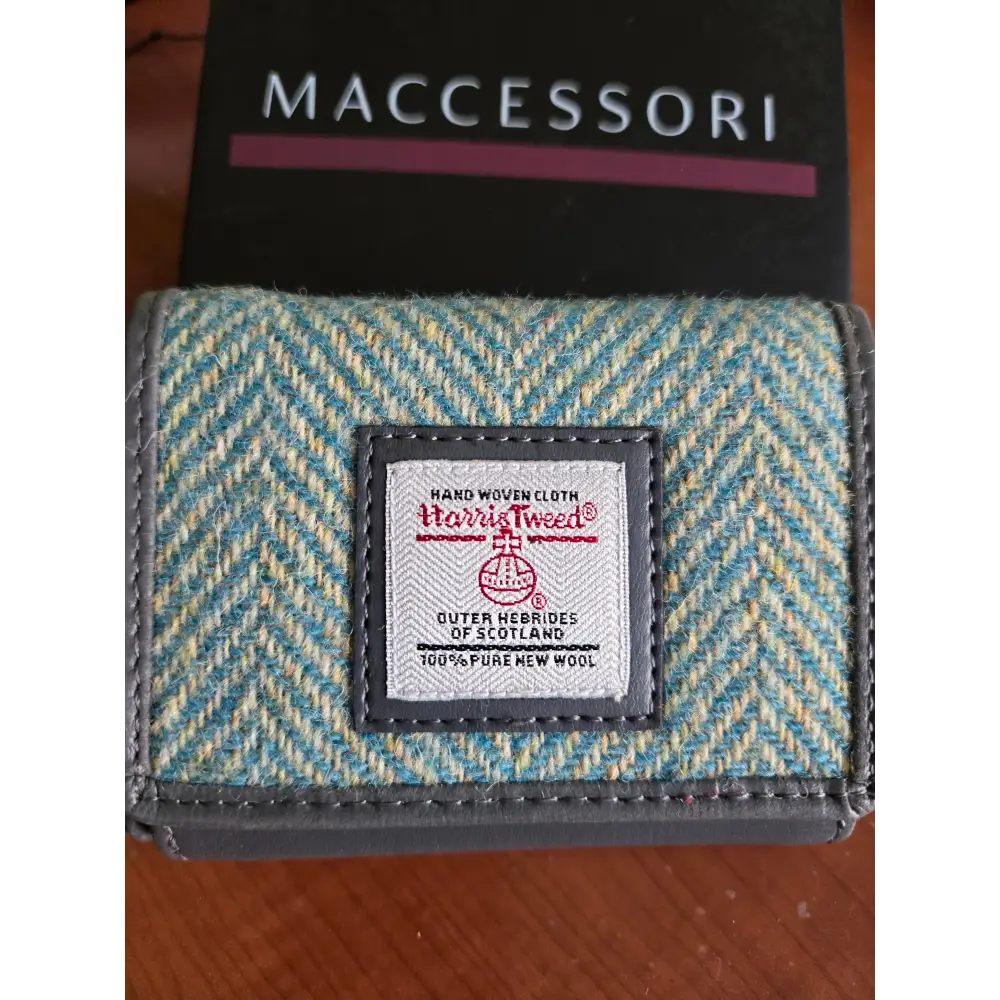 MACCESSORI
HAND WOVEN CLOTH
Harris Tweed®
®
OUTER HEBRIDES
OF SCOTLAND
100% PURE NEW WOOL